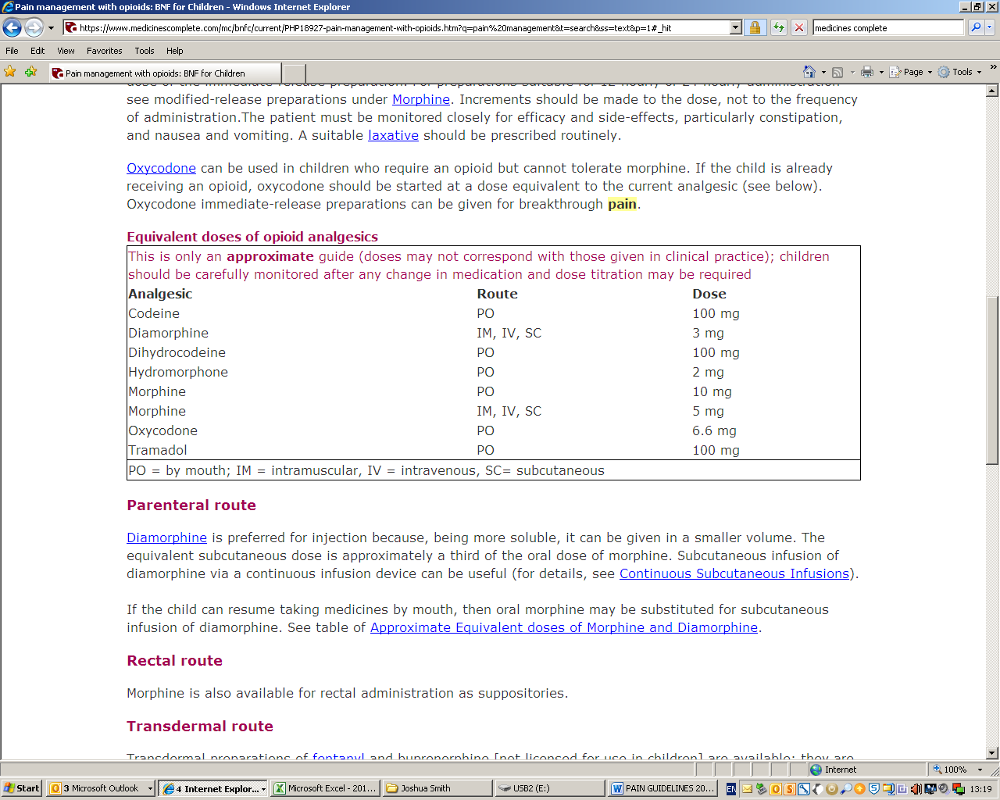 Pain management with opioids: BNF for Children - Windows Internet Explorer
https://www.medicinescomplete.com/mc/bnfc/current/PHP18927-pain-management-with-opioids.htm?q=pain%20management&t=search&ss=text&p=1#_hit
medicines complete
File Edit View Favorites Tools Help
Pain management with opioids: BNF for Children
Page Tools
see modified-release preparations under Morphine. Increments should be made to the dose, not to the frequency
of administration.The patient must be monitored closely for efficacy and side-effects, particularly constipation,
and nausea and vomiting. A suitable laxative should be prescribed routinely.
Oxycodone can be used in children who require an opioid but cannot tolerate morphine. If the child is already
receiving an opioid, oxycodone should be started at a dose equivalent to the current analgesic (see below).
Oxycodone immediate-release preparations can be given for breakthrough pain.
Equivalent doses of opioid analgesics
This is only an approximate guide (doses may not correspond with those given in clinical practice); children
should be carefully monitored after any change in medication and dose titration may be required
Analgesic Route Dose
Codeine PO 100 mg
Diamorphine IM, IV, SC 3 mg
Dihydrocodeine PO 100 mg
Hydromorphone PO 2 mg
Morphine PO 10 mg
Morphine IM, IV, SC 5 mg
Oxycodone PO 6.6 mg
Tramadol PO 100 mg
PO = by mouth; IM = intramuscular, IV = intravenous, SC= subcutaneous
Parenteral route
Diamorphine is preferred for injection because, being more soluble, it can be given in a smaller volume. The
equivalent subcutaneous dose is approximately a third of the oral dose of morphine. Subcutaneous infusion of
diamorphine via a continuous infusion device can be useful (for details, see Continuous Subcutaneous Infusions).
If the child can resume taking medicines by mouth, then oral morphine may be substituted for subcutaneous
infusion of diamorphine. See table of Approximate Equivalent doses of Morphine and Diamorphine.
Rectal route
Morphine is also available for rectal administration as suppositories.
Transdermal route
Transdermal preparations of fentanyl and buprenorphine [not licensed for use in children] are available; they are
Internet 100%
Start 3 Microsoft Outlook 4 Internet Explor... Microsoft Excel - 201... Joshua Smith USB2 (E:) PAIN GUIDELINES 20... EN 13:19